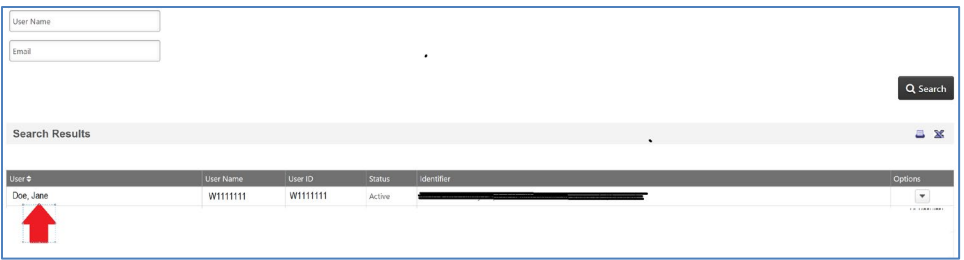 User Name
Email
Search
Search Results
User User Name User ID Status Identifier Options
Doe, Jane W1111111 W1111111 Active